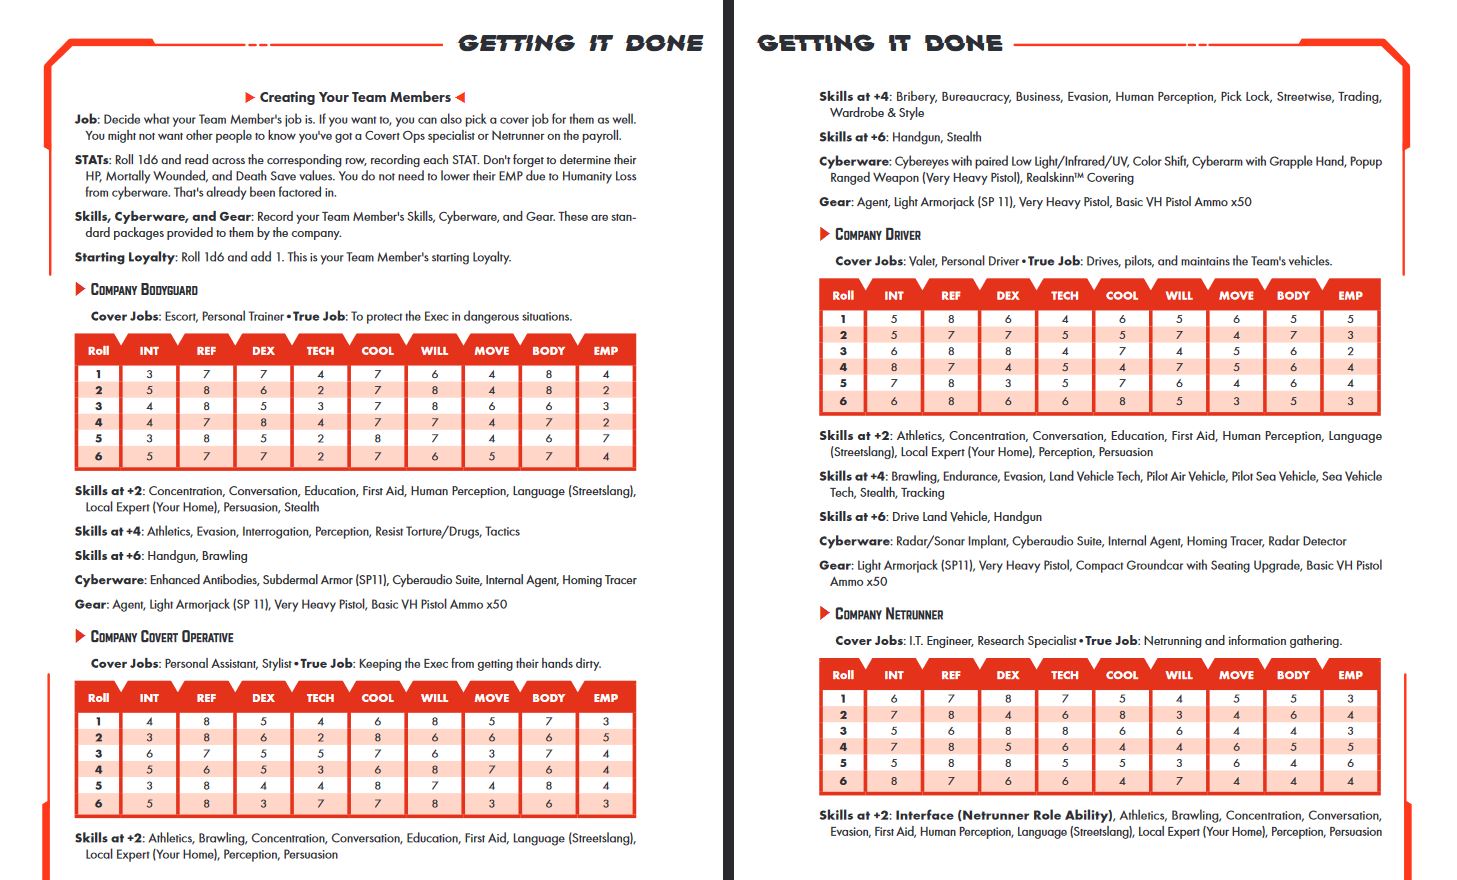 GETTING IT DONE
Creating Your Team Members
Job: Decide what your Team Member's job is. If you want to, you can also pick a cover job for them as well.
You might not want other people to know you've got a Covert Ops specialist or Netrunner on the payroll.
STATs: Roll 1d6 and read across the corresponding row, recording each STAT. Don't forget to determine their
HP, Mortally Wounded, and Death Save values. You do not need to lower their EMP due to Humanity Loss
from cyberware. That's already been factored in.
Skills, Cyberware, and Gear: Record your Team Member's Skills, Cyberware, and Gear. These are stan-
dard packages provided to them by the company.
Starting Loyalty: Roll 1d6 and add 1. This is your Team Member's starting Loyalty.
Company Bodyguard
Cover Jobs: Escort, Personal Trainer • True Job: To protect the Exec in dangerous situations.
Roll INT REF DEX TECH COOL WILL MOVE BODY EMP
1 3 7 7 4 7 6 4 8 4
2 5 8 6 2 7 8 4 8 2
3 4 8 5 3 7 8 6 6 3
4 4 7 8 4 7 7 4 7 2
5 3 8 5 2 8 7 4 6 7
6 5 7 7 2 7 6 5 7 4
Skills at +2: Concentration, Conversation, Education, First Aid, Human Perception, Language (Streetslang),
Local Expert (Your Home), Persuasion, Stealth
Skills at +4: Athletics, Evasion, Interrogation, Perception, Resist Torture/Drugs, Tactics
Skills at +6: Handgun, Brawling
Cyberware: Enhanced Antibodies, Subdermal Armor (SP11), Cyberaudio Suite, Internal Agent, Homing Tracer
Gear: Agent, Light Armorjack (SP 11), Very Heavy Pistol, Basic VH Pistol Ammo x50
Company Covert Operative
Cover Jobs: Personal Assistant, Stylist • True Job: Keeping the Exec from getting their hands dirty.
Roll INT REF DEX TECH COOL WILL MOVE BODY EMP
1 4 8 5 4 6 8 5 7 3
2 3 8 6 2 8 6 6 6 5
3 6 7 5 5 7 6 3 7 4
4 5 6 5 3 6 8 7 6 4
5 3 8 4 4 8 7 4 8 4
6 5 8 3 7 7 8 3 6 3
Skills at +2: Athletics, Brawling, Concentration, Conversation, Education, First Aid, Language (Streetslang),
Local Expert (Your Home), Perception, Persuasion
GETTING IT DONE
Skills at +4: Bribery, Bureaucracy, Business, Evasion, Human Perception, Pick Lock, Streetwise, Trading,
Wardrobe & Style
Skills at +6: Handgun, Stealth
Cyberware: Cybereyes with paired Low Light/Infrared/UV, Color Shift, Cyberarm with Grapple Hand, Popup
Ranged Weapon (Very Heavy Pistol), Realskinn™ Covering
Gear: Agent, Light Armorjack (SP 11), Very Heavy Pistol, Basic VH Pistol Ammo x50
Company Driver
Cover Jobs: Valet, Personal Driver • True Job: Drives, pilots, and maintains the Team's vehicles.
Roll INT REF DEX TECH COOL WILL MOVE BODY EMP
1 5 8 6 4 6 5 6 5 5
2 5 7 7 5 5 7 4 7 3
3 6 8 8 4 7 4 5 6 2
4 8 7 4 5 4 7 5 6 4
5 7 8 3 5 7 6 4 6 4
6 6 8 6 6 8 5 3 5 3
Skills at +2: Athletics, Concentration, Conversation, Education, First Aid, Human Perception, Language
(Streetslang), Local Expert (Your Home), Perception, Persuasion
Skills at +4: Brawling, Endurance, Evasion, Land Vehicle Tech, Pilot Air Vehicle, Pilot Sea Vehicle, Sea Vehicle
Tech, Stealth, Tracking
Skills at +6: Drive Land Vehicle, Handgun
Cyberware: Radar/Sonar Implant, Cyberaudio Suite, Internal Agent, Homing Tracer, Radar Detector
Gear: Light Armorjack (SP11), Very Heavy Pistol, Compact Groundcar with Seating Upgrade, Basic VH Pistol
Ammo x50
Company Netrunner
Cover Jobs: I.T. Engineer, Research Specialist • True Job: Netrunning and information gathering.
Roll INT REF DEX TECH COOL WILL MOVE BODY EMP
1 6 7 8 7 5 4 5 5 3
2 7 8 4 6 8 3 4 6 4
3 5 6 8 8 6 6 4 4 3
4 7 8 5 6 4 4 6 5 5
5 5 8 8 5 5 3 6 4 6
6 8 7 6 6 4 7 4 4 4
Skills at +2: Interface (Netrunner Role Ability), Athletics, Brawling, Concentration, Conversation,
Evasion, First Aid, Human Perception, Language (Streetslang), Local Expert (Your Home), Perception, Persuasion